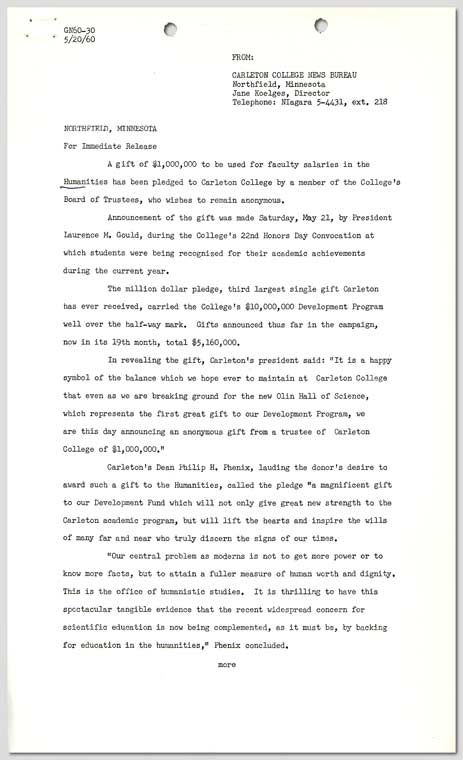 GN60-30
5/20/60
FROM:
CARLETON COLLEGE NEWS BUREAU
Northfield, Minnesota
Jane Koelges, Director
Telephone: NIagara 5-4431, ext. 218
NORTHFIELD, MINNESOTA
For Immediate Release
A gift of $1,000,000 to be used for faculty salaries in the
Humanities has been pledged to Carleton College by a member of the College's
Board of Trustees, who wishes to remain anonymous.
Announcement of the gift was made Saturday, May 21, by President
Laurence M. Gould, during the College's 22nd Honors Day Convocation at
which students were being recognized for their academic achievements
during the current year.
The million dollar pledge, third largest single gift Carleton
has ever received, carried the College's $10,000,000 Development Program
well over the half-way mark. Gifts announced thus far in the campaign,
now in its 19th month, total $5,160,000.
In revealing the gift, Carleton's president said: "It is a happy
symbol of the balance which we hope ever to maintain at Carleton College
that even as we are breaking ground for the new Olin Hall of Science,
which represents the first great gift to our Development Program, we
are this day announcing an anonymous gift from a trustee of Carleton
College of $1,000,000."
Carleton's Dean Philip H. Phenix, lauding the donor's desire to
award such a gift to the Humanities, called the pledge "a magnificent gift
to our Development Fund which will not only give great new strength to the
Carleton academic program, but will lift the hearts and inspire the wills
of many far and near who truly discern the signs of our times.
"Our central problem as moderns is not to get more power or to
know more facts, but to attain a fuller measure of human worth and dignity.
This is the office of humanistic studies. It is thrilling to have this
spectacular tangible evidence that the recent widespread concern for
scientific education is now being complemented, as it must be, by backing
for education in the humanities," Phenix concluded.
more